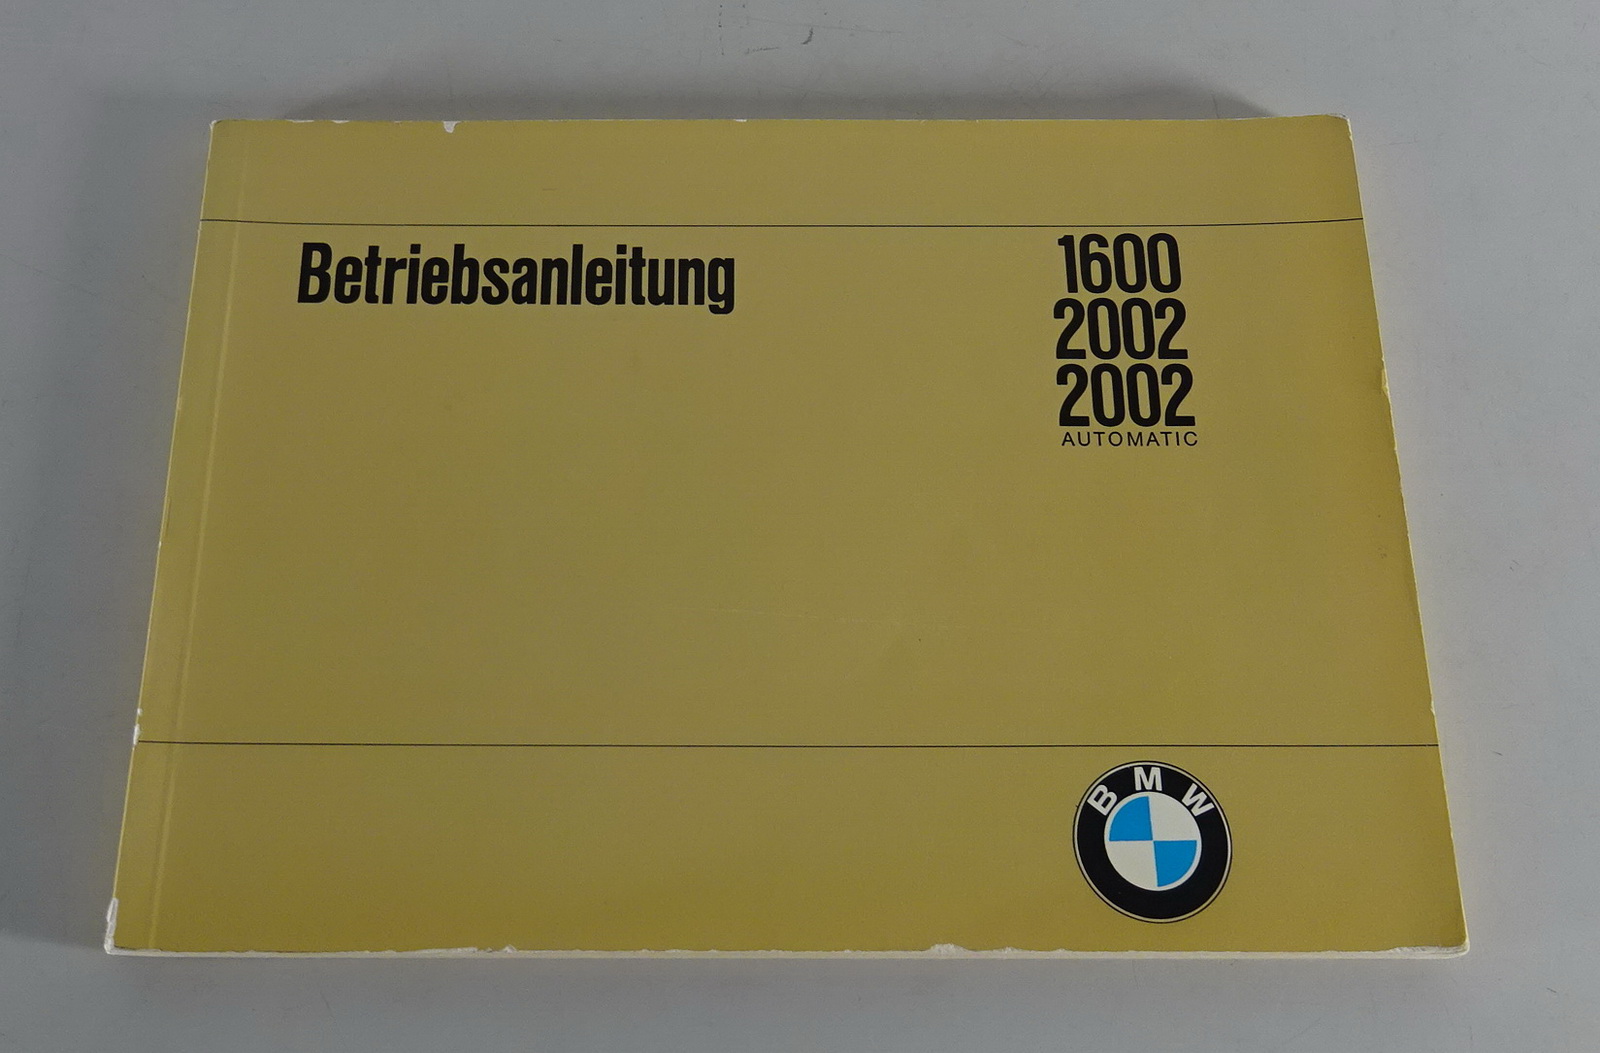 Betriebsanleitung
1600
2002
2002
AUTOMATIC
BMW